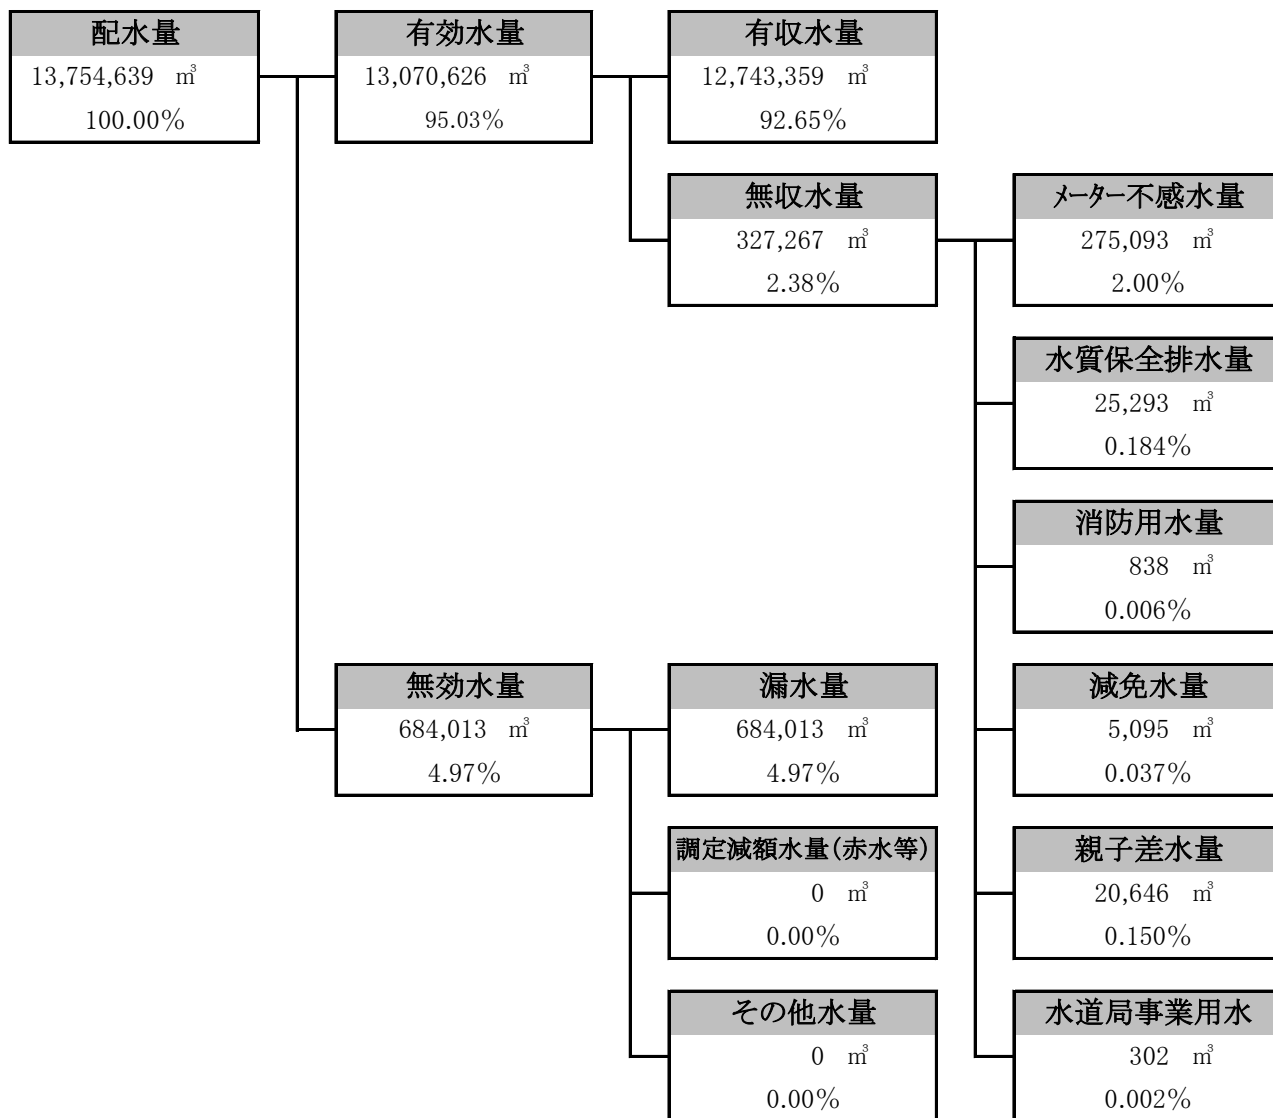 配水量
13,754,639 ㎥
100.00%
有効水量
13,070,626 ㎥
95.03%
有収水量
12,743,359 ㎥
92.65%
無収水量
327,267 ㎥
2.38%
メーター不感水量
275,093 ㎥
2.00%
水質保全排水量
25,293 ㎥
0.184%
消防用水量
838 ㎥
0.006%
無効水量
684,013 ㎥
4.97%
漏水量
684,013 ㎥
4.97%
減免水量
5,095 ㎥
0.037%
調定減額水量(赤水等)
0 ㎥
0.00%
親子差水量
20,646 ㎥
0.150%
その他水量
0 ㎥
0.00%
水道局事業用水
302 ㎥
0.002%